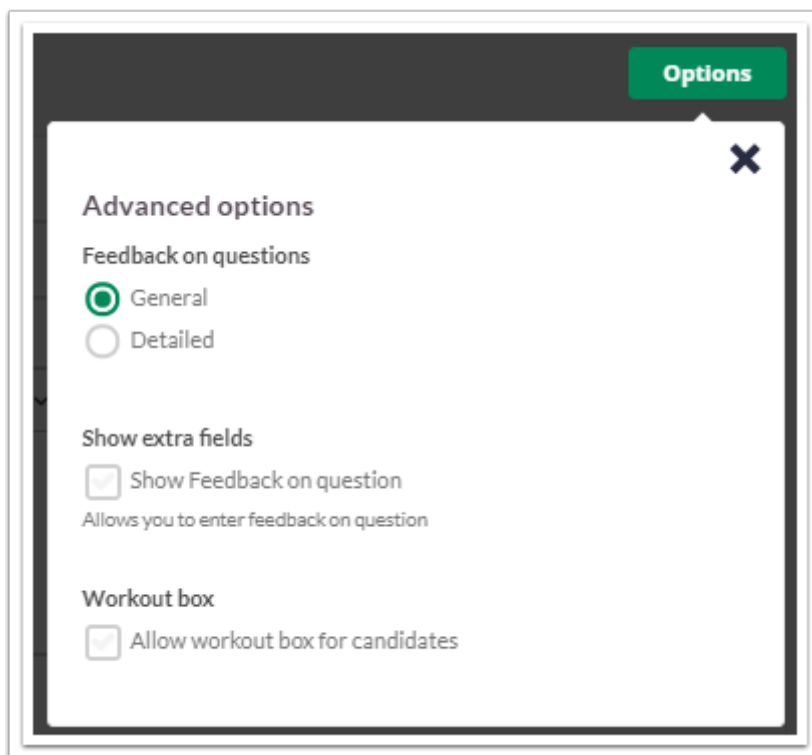 Options
Advanced options
Feedback on questions
General
Detailed
Show extra fields
Show Feedback on question
Allows you to enter feedback on question
Workout box
Allow workout box for candidates